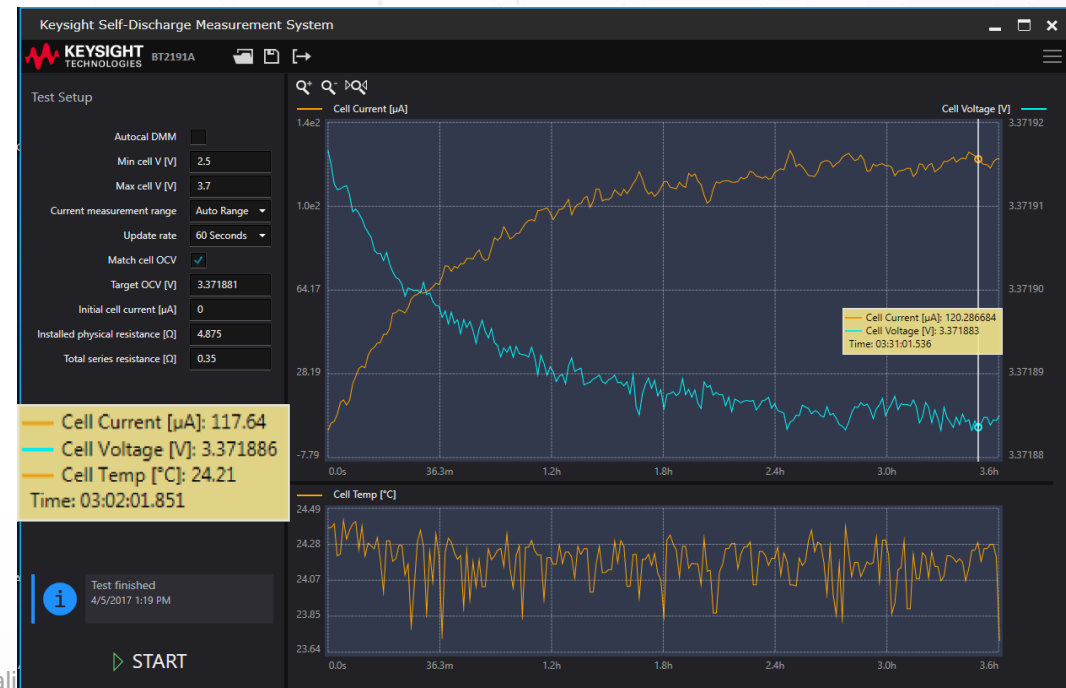 Keysight Self-Discharge Measurement System
KEYSIGHT
TECHNOLOGIES
BT2191A
Test Setup
Autocal DMM
Min cell V [V] 2.5
Max cell V [V] 3.7
Current measurement range Auto Range
Update rate 60 Seconds
Match cell OCV
Target OCV [V] 3.371881
Initial cell current [µA] 0
Installed physical resistance [Ω] 4.875
Total series resistance [Ω] 0.35
Cell Current [µA]: 117.64
Cell Voltage [V]: 3.371886
Cell Temp [°C]: 24.21
Time: 03:02:01.851
i
Test finished
4/5/2017 1:19 PM
START
Cell Current [µA] Cell Voltage [V]
1.4e2 3.37192
1.0e2 3.37191
64.17 3.37190
28.19 3.37189
-7.79 3.37188
Cell Current [µA]: 120.286684
Cell Voltage [V]: 3.371883
Time: 03:31:01.536
0.0s 36.3m 1.2h 1.8h 2.4h 3.0h 3.6h
Cell Temp [°C]
24.49
24.28
24.07
23.85
23.64
0.0s 36.3m 1.2h 1.8h 2.4h 3.0h 3.6h